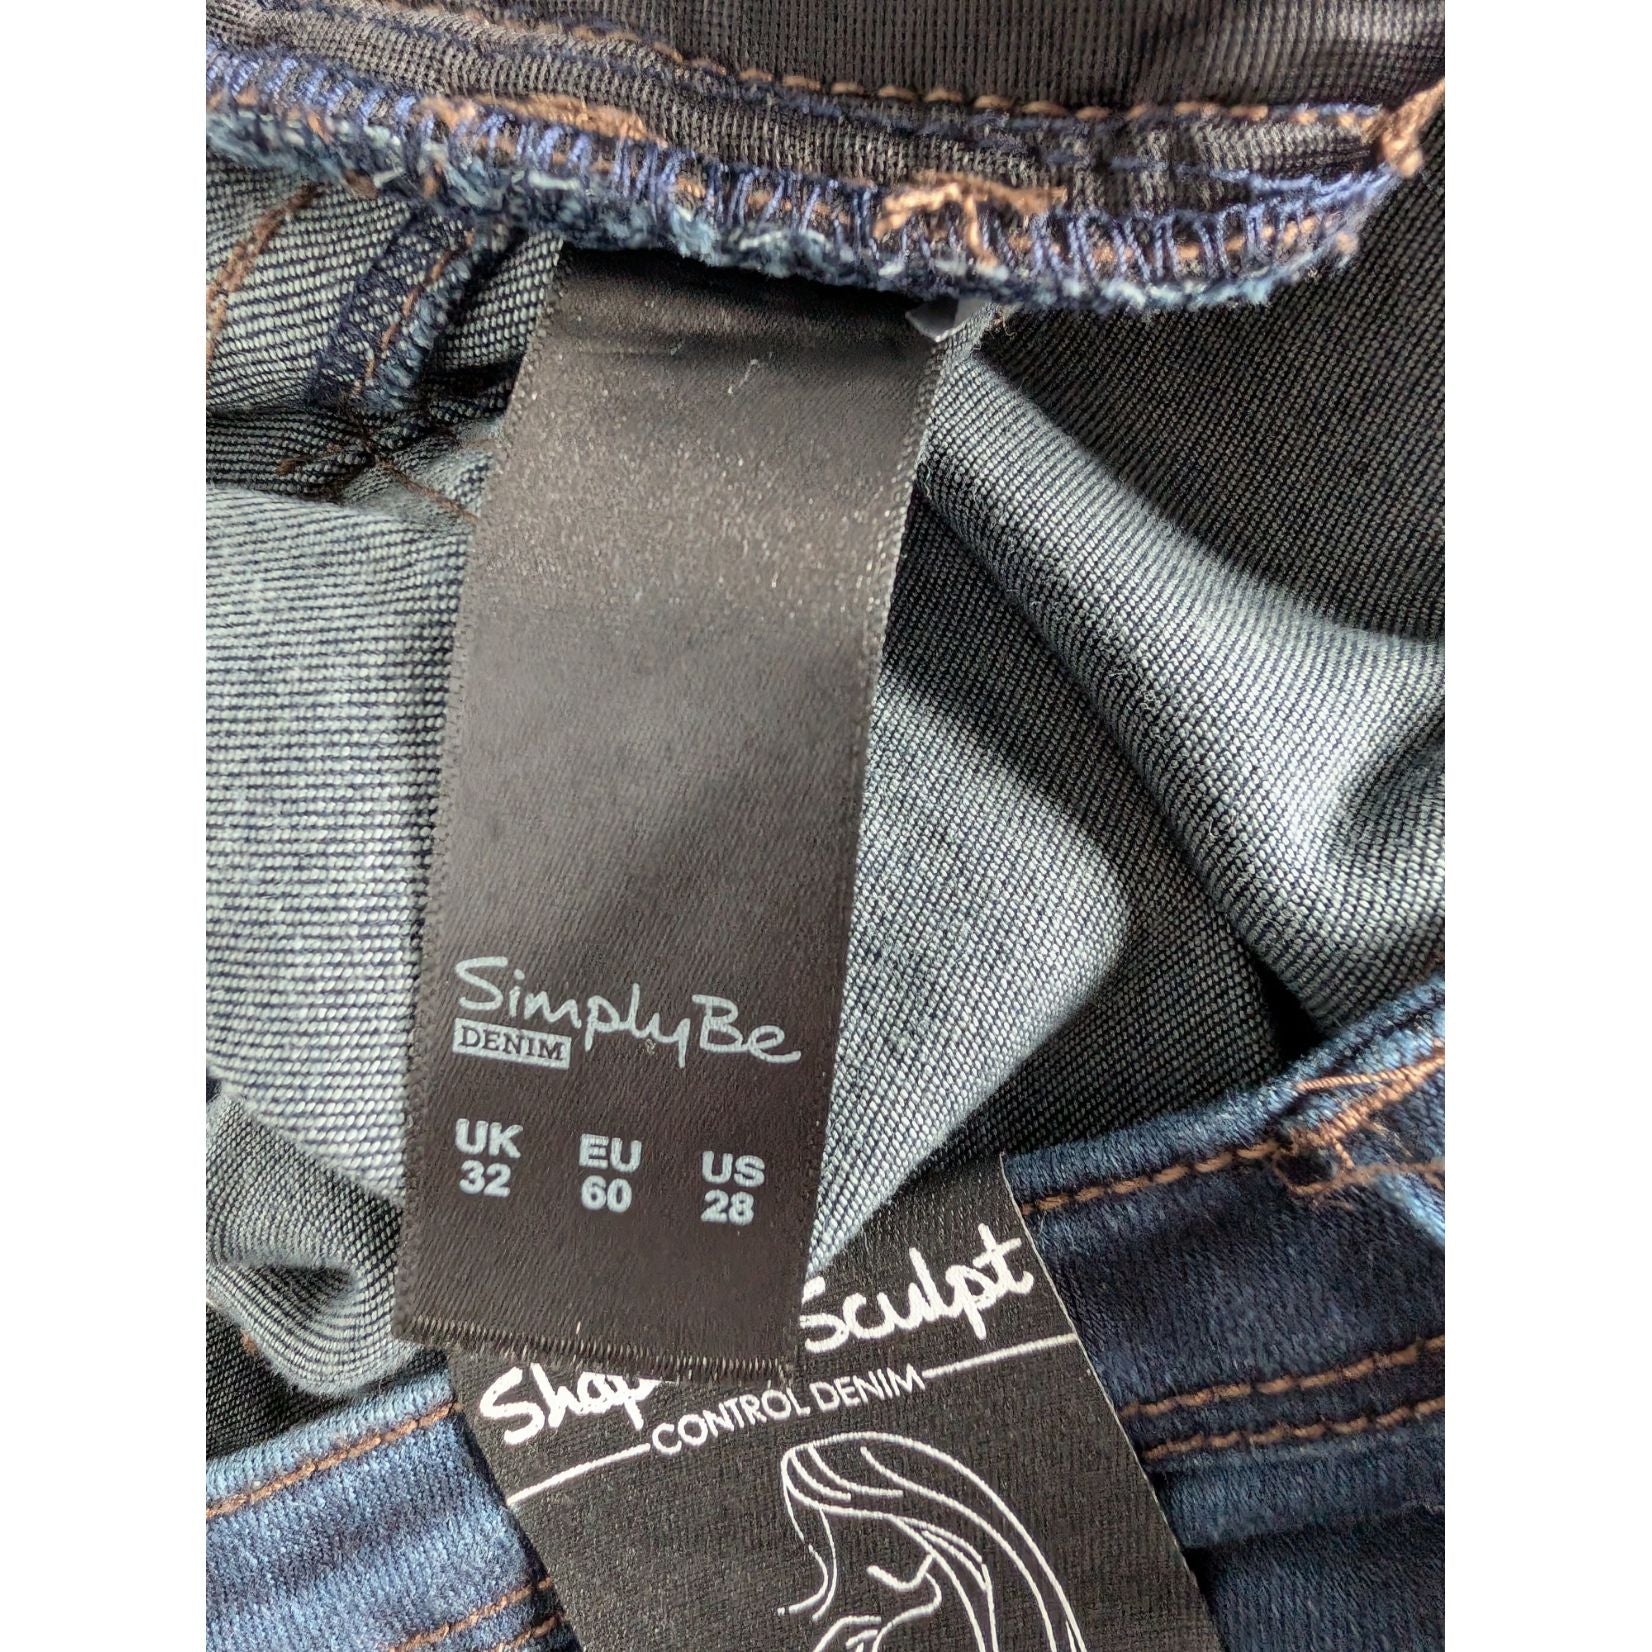 SimplyBe
DENIM
UK EU US
32 60 28
Sculpt
CONTROL DENIM